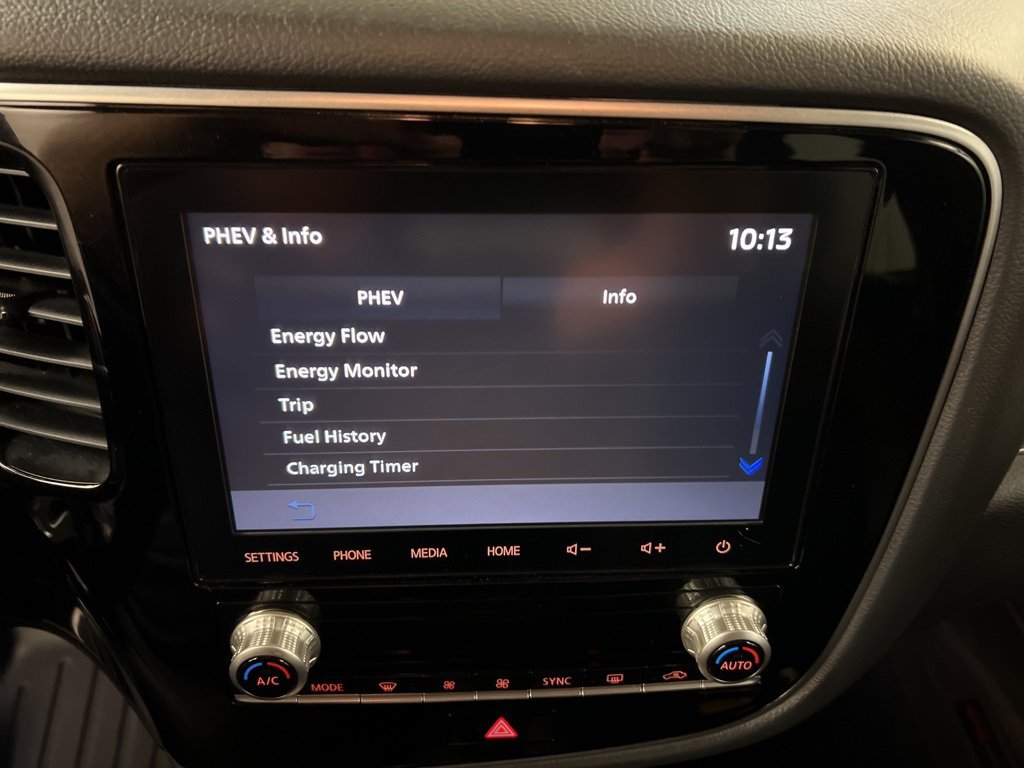 PHEV & Info 10:13
PHEV Info
Energy Flow
Energy Monitor
Trip
Fuel History
Charging Timer
SETTINGS PHONE MEDIA HOME
A/C MODE SYNC AUTO